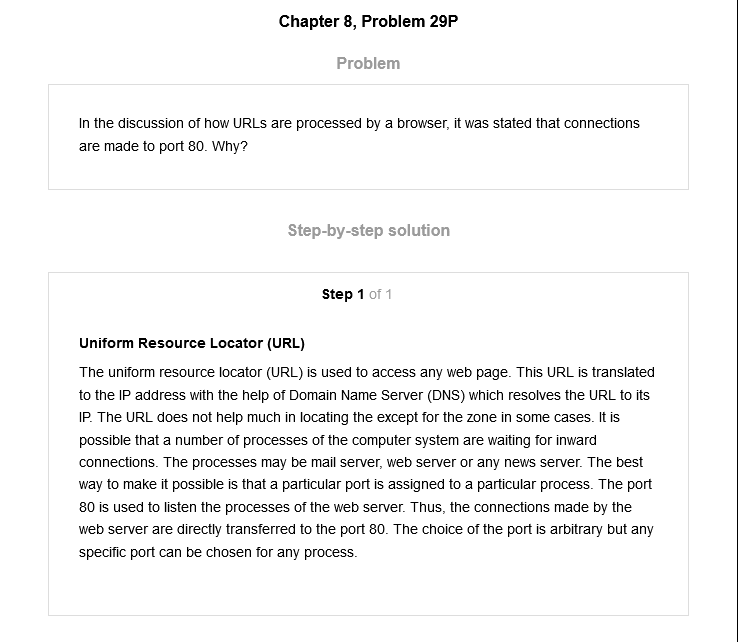 Chapter 8, Problem 29P
Problem
In the discussion of how URLs are processed by a browser, it was stated that connections
are made to port 80. Why?
Step-by-step solution
Step 1 of 1
Uniform Resource Locator (URL)
The uniform resource locator (URL) is used to access any web page. This URL is translated
to the IP address with the help of Domain Name Server (DNS) which resolves the URL to its
IP. The URL does not help much in locating the except for the zone in some cases. It is
possible that a number of processes of the computer system are waiting for inward
connections. The processes may be mail server, web server or any news server. The best
way to make it possible is that a particular port is assigned to a particular process. The port
80 is used to listen the processes of the web server. Thus, the connections made by the
web server are directly transferred to the port 80. The choice of the port is arbitrary but any
specific port can be chosen for any process.